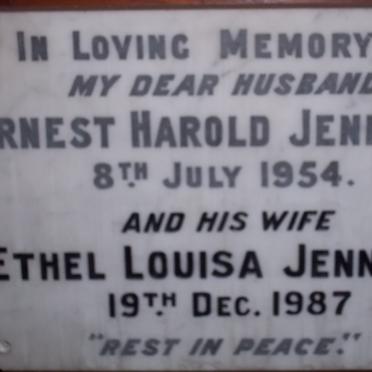 IN LOVING MEMORY
MY DEAR HUSBAND
RNEST HAROLD JENN
8TH JULY 1954.
AND HIS WIFE
ETHEL LOUISA JENN
19TH DEC. 1987
"REST IN PEACE."